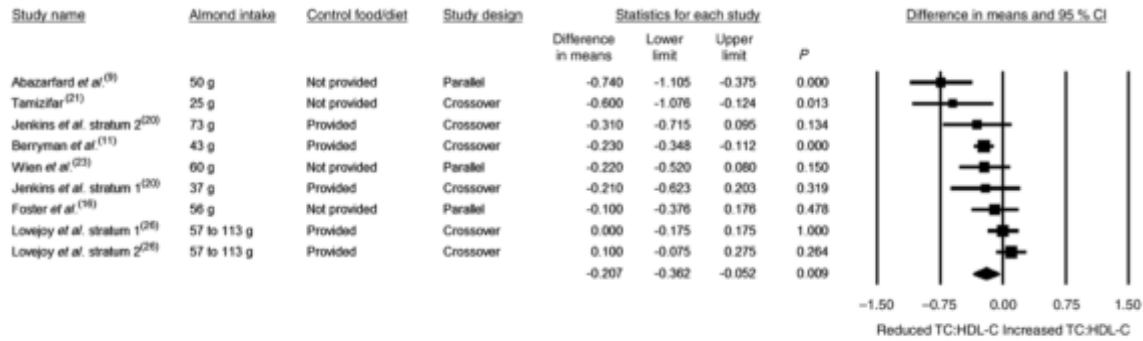 Study name Almond intake Control food/diet Study design Statistics for each study Difference in means and 95 % CI
Difference in means Lower limit Upper limit P
Abazarfard et al.(9) 50 g Not provided Parallel -0.740 -1.105 -0.375 0.000
Tamizifar(21) 25 g Not provided Crossover -0.600 -1.076 -0.124 0.013
Jenkins et al. stratum 2(20) 73 g Provided Crossover -0.310 -0.715 0.095 0.134
Berryman et al.(11) 43 g Provided Crossover -0.230 -0.348 -0.112 0.000
Wien et al.(23) 60 g Not provided Parallel -0.220 -0.520 0.080 0.150
Jenkins et al. stratum 1(20) 37 g Provided Crossover -0.210 -0.623 0.203 0.319
Foster et al.(16) 56 g Not provided Parallel -0.100 -0.376 0.176 0.478
Lovejoy et al. stratum 1(26) 57 to 113 g Provided Crossover 0.000 -0.175 0.175 1.000
Lovejoy et al. stratum 2(26) 57 to 113 g Provided Crossover 0.100 -0.075 0.275 0.264
-0.207 -0.362 -0.052 0.009
−1.50 −0.75 0.00 0.75 1.50
Reduced TC:HDL-C Increased TC:HDL-C